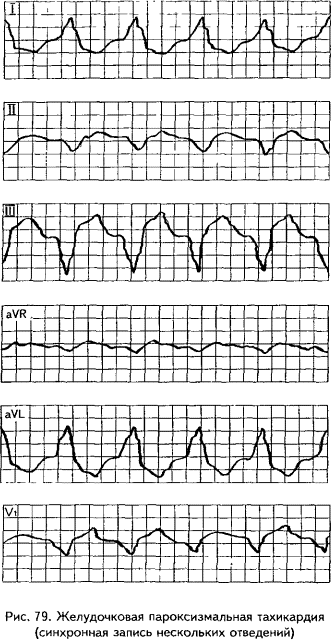 I
II
III
aVR
aVL
V₁
Рис. 79. Желудочковая пароксизмальная тахикардия
(синхронная запись нескольких отведений)